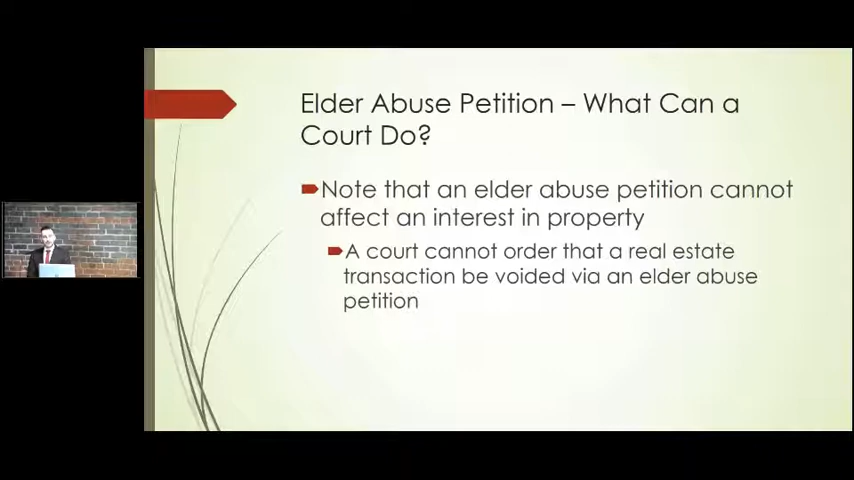 Elder Abuse Petition – What Can a
Court Do?
Note that an elder abuse petition cannot
affect an interest in property
A court cannot order that a real estate
transaction be voided via an elder abuse
petition